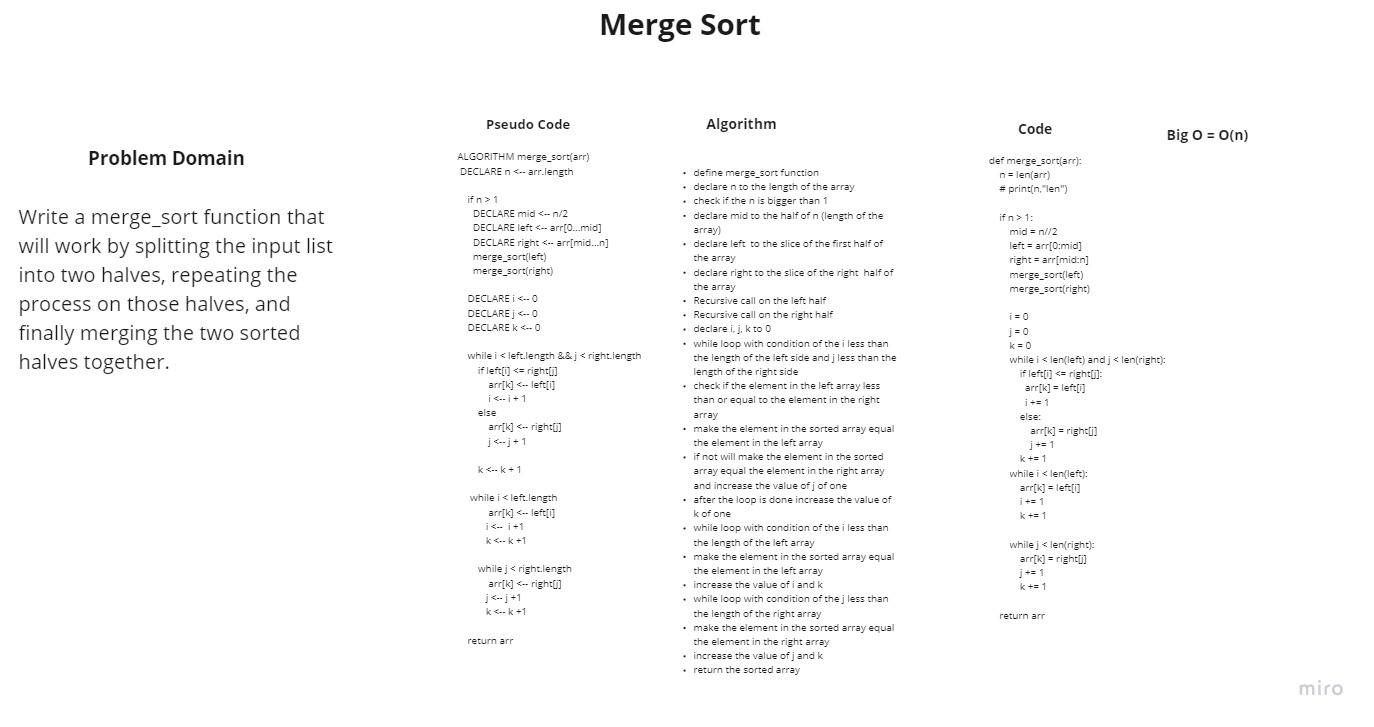 Merge Sort
Problem Domain
Write a merge_sort function that
will work by splitting the input list
into two halves, repeating the
process on those halves, and
finally merging the two sorted
halves together.
Pseudo Code
ALGORITHM merge_sort(arr)
DECLARE n <-- arr.length
if n > 1
DECLARE mid <-- n/2
DECLARE left <-- arr[0...mid]
DECLARE right <-- arr[mid...n]
merge_sort(left)
merge_sort(right)
DECLARE i <-- 0
DECLARE j <-- 0
DECLARE k <-- 0
while i < left.length && j < right.length
if left[i] <= right[j]
arr[k] <-- left[i]
i <-- i + 1
else
arr[k] <-- right[j]
j <-- j + 1
k <-- k + 1
while i < left.length
arr[k] <-- left[i]
i <-- i +1
k <-- k +1
while j < right.length
arr[k] <-- right[j]
j <-- j +1
k <-- k +1
return arr
Algorithm
• define merge_sort function
• declare n to the length of the array
• check if the n is bigger than 1
• declare mid to the half of n (length of the
array)
• declare left to the slice of the first half of
the array
• declare right to the slice of the right half of
the array
• Recursive call on the left half
• Recursive call on the right half
• declare i, j, k to 0
• while loop with condition of the i less than
the length of the left side and j less than the
length of the right side
• check if the element in the left array less
than or equal to the element in the right
array
• make the element in the sorted array equal
the element in the left array
• if not will make the element in the sorted
array equal the element in the right array
and increase the value of j of one
• after the loop is done increase the value of
k of one
• while loop with condition of the i less than
the length of the left array
• make the element in the sorted array equal
the element in the left array
• increase the value of i and k
• while loop with condition of the j less than
the length of the right array
• make the element in the sorted array equal
the element in the right array
• increase the value of j and k
• return the sorted array
Code
def merge_sort(arr):
n = len(arr)
# print(n,"len")
if n > 1:
mid = n//2
left = arr[0:mid]
right = arr[mid:n]
merge_sort(left)
merge_sort(right)
i = 0
j = 0
k = 0
while i < len(left) and j < len(right):
if left[i] <= right[j]:
arr[k] = left[i]
i += 1
else:
arr[k] = right[j]
j += 1
k += 1
while i < len(left):
arr[k] = left[i]
i += 1
k += 1
while j < len(right):
arr[k] = right[j]
j += 1
k += 1
return arr
Big O = O(n)
miro